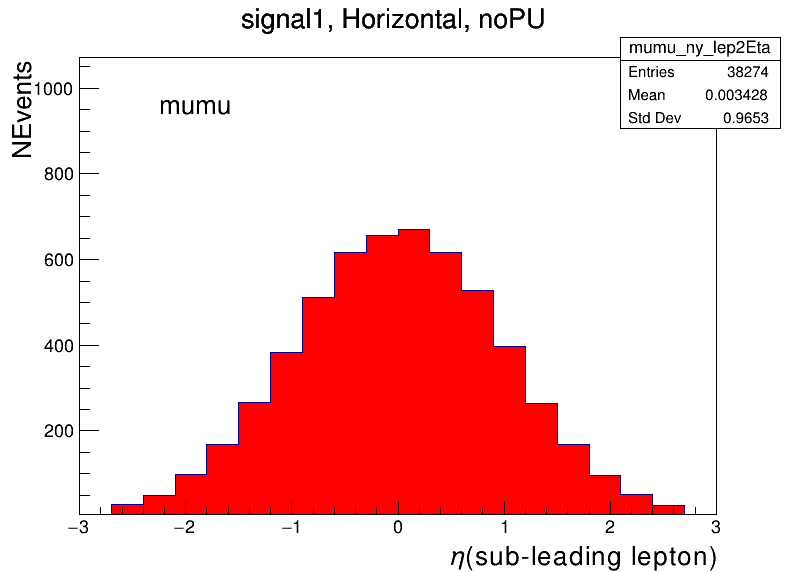 signal1, Horizontal, noPU
mumu_ny_lep2Eta
Entries 38274
Mean 0.003428
Std Dev 0.9653
NEvents
mumu
1000
800
600
400
200
−3 −2 −1 0 1 2 3
η(sub-leading lepton)